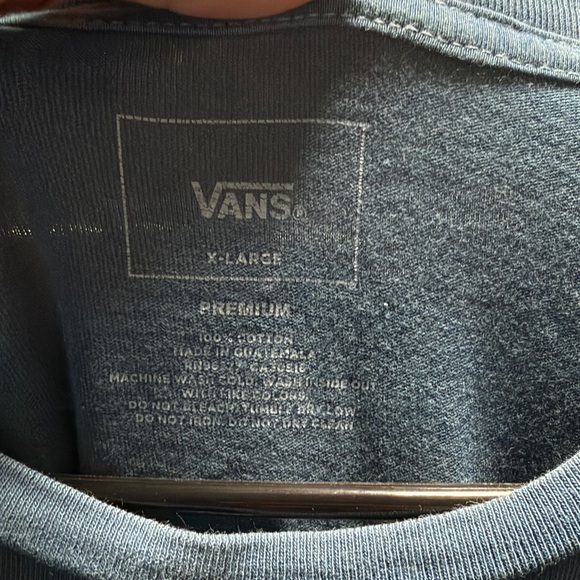 VANS®
X-LARGE
PREMIUM
100% COTTON
MADE IN GUATEMALA
MACHINE WASH COLD, WASH INSIDE OUT
WITH LIKE COLORS,
DO NOT BLEACH, TUMBLE DRY LOW
DO NOT IRON, DO NOT DRY CLEAN